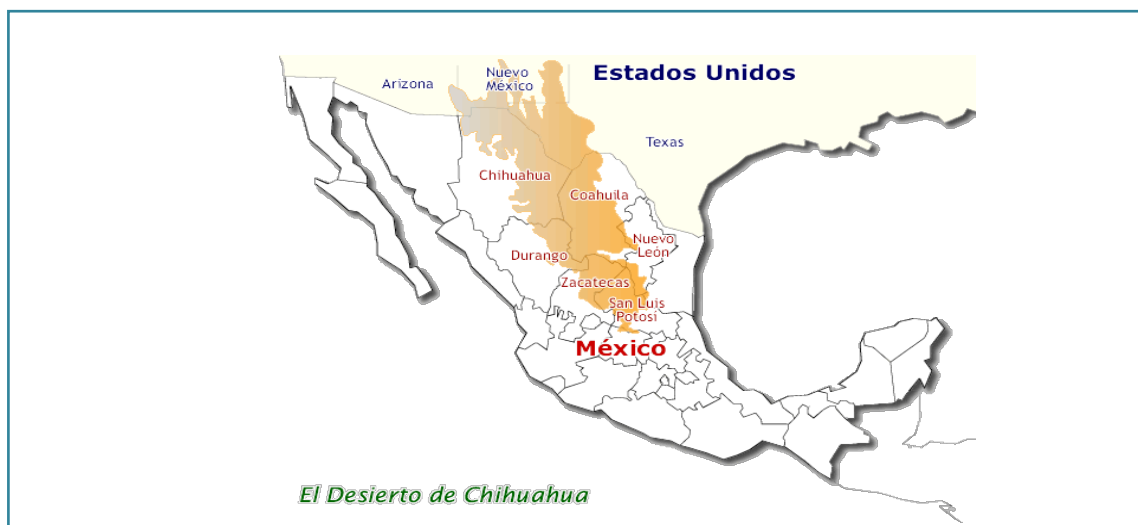 Estados Unidos
Nuevo
México
Arizona
Texas
Chihuahua
Coahuila
Nuevo
León
Durango
Zacatecas
San Luis
Potosí
México
El Desierto de Chihuahua